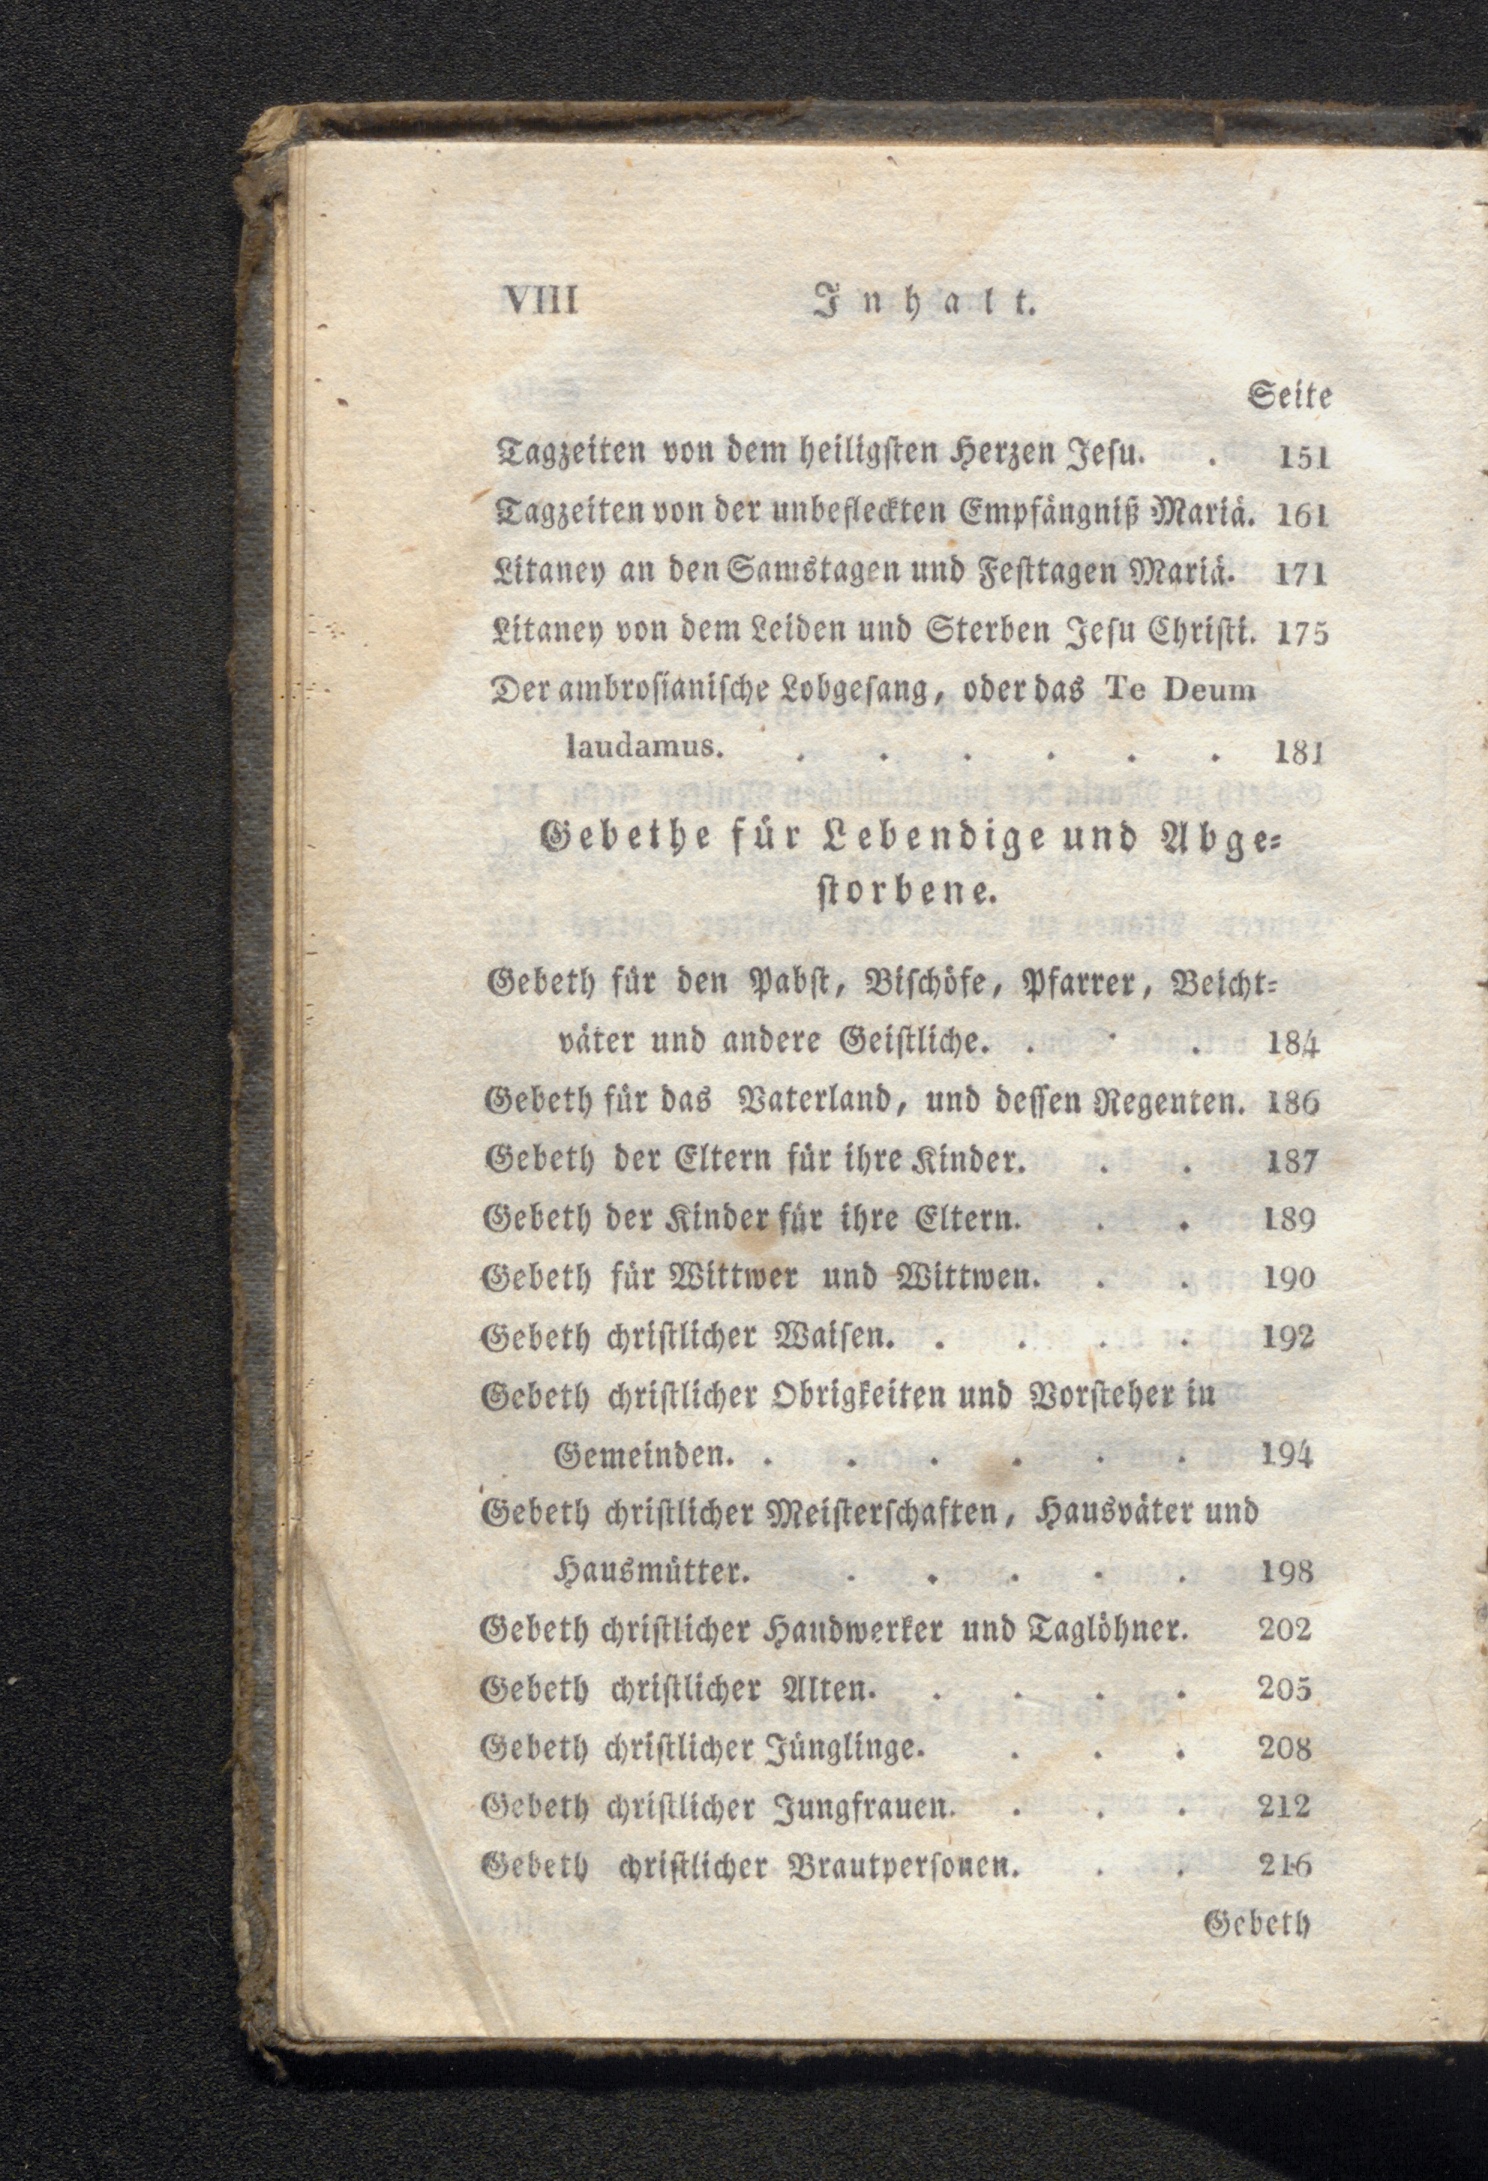 VIII Inhalt.
Seite
Tagzeiten von dem heiligsten Herzen Jesu. . 151
Tagzeiten von der unbefleckten Empfängniß Mariä. 161
Litaney an den Samstagen und Festtagen Mariä. 171
Litaney von dem Leiden und Sterben Jesu Christi. 175
Der ambrosianische Lobgesang, oder das Te Deum
laudamus. . . . . . . 181
Gebethe für Lebendige und Abge-
storbene.
Gebeth für den Pabst, Bischöfe, Pfarrer, Beicht-
väter und andere Geistliche. . . . 184
Gebeth für das Vaterland, und dessen Regenten. 186
Gebeth der Eltern für ihre Kinder. . . 187
Gebeth der Kinder für ihre Eltern. . . 189
Gebeth für Wittwer und Wittwen. . . 190
Gebeth christlicher Waisen. . . . . 192
Gebeth christlicher Obrigkeiten und Vorsteher in
Gemeinden. . . . . . . 194
Gebeth christlicher Meisterschaften, Hausväter und
Hausmütter. . . . . . 198
Gebeth christlicher Handwerker und Taglöhner. 202
Gebeth christlicher Alten. . . . . 205
Gebeth christlicher Jünglinge. . . . 208
Gebeth christlicher Jungfrauen. . . . 212
Gebeth christlicher Brautpersonen. . . 216
Gebeth